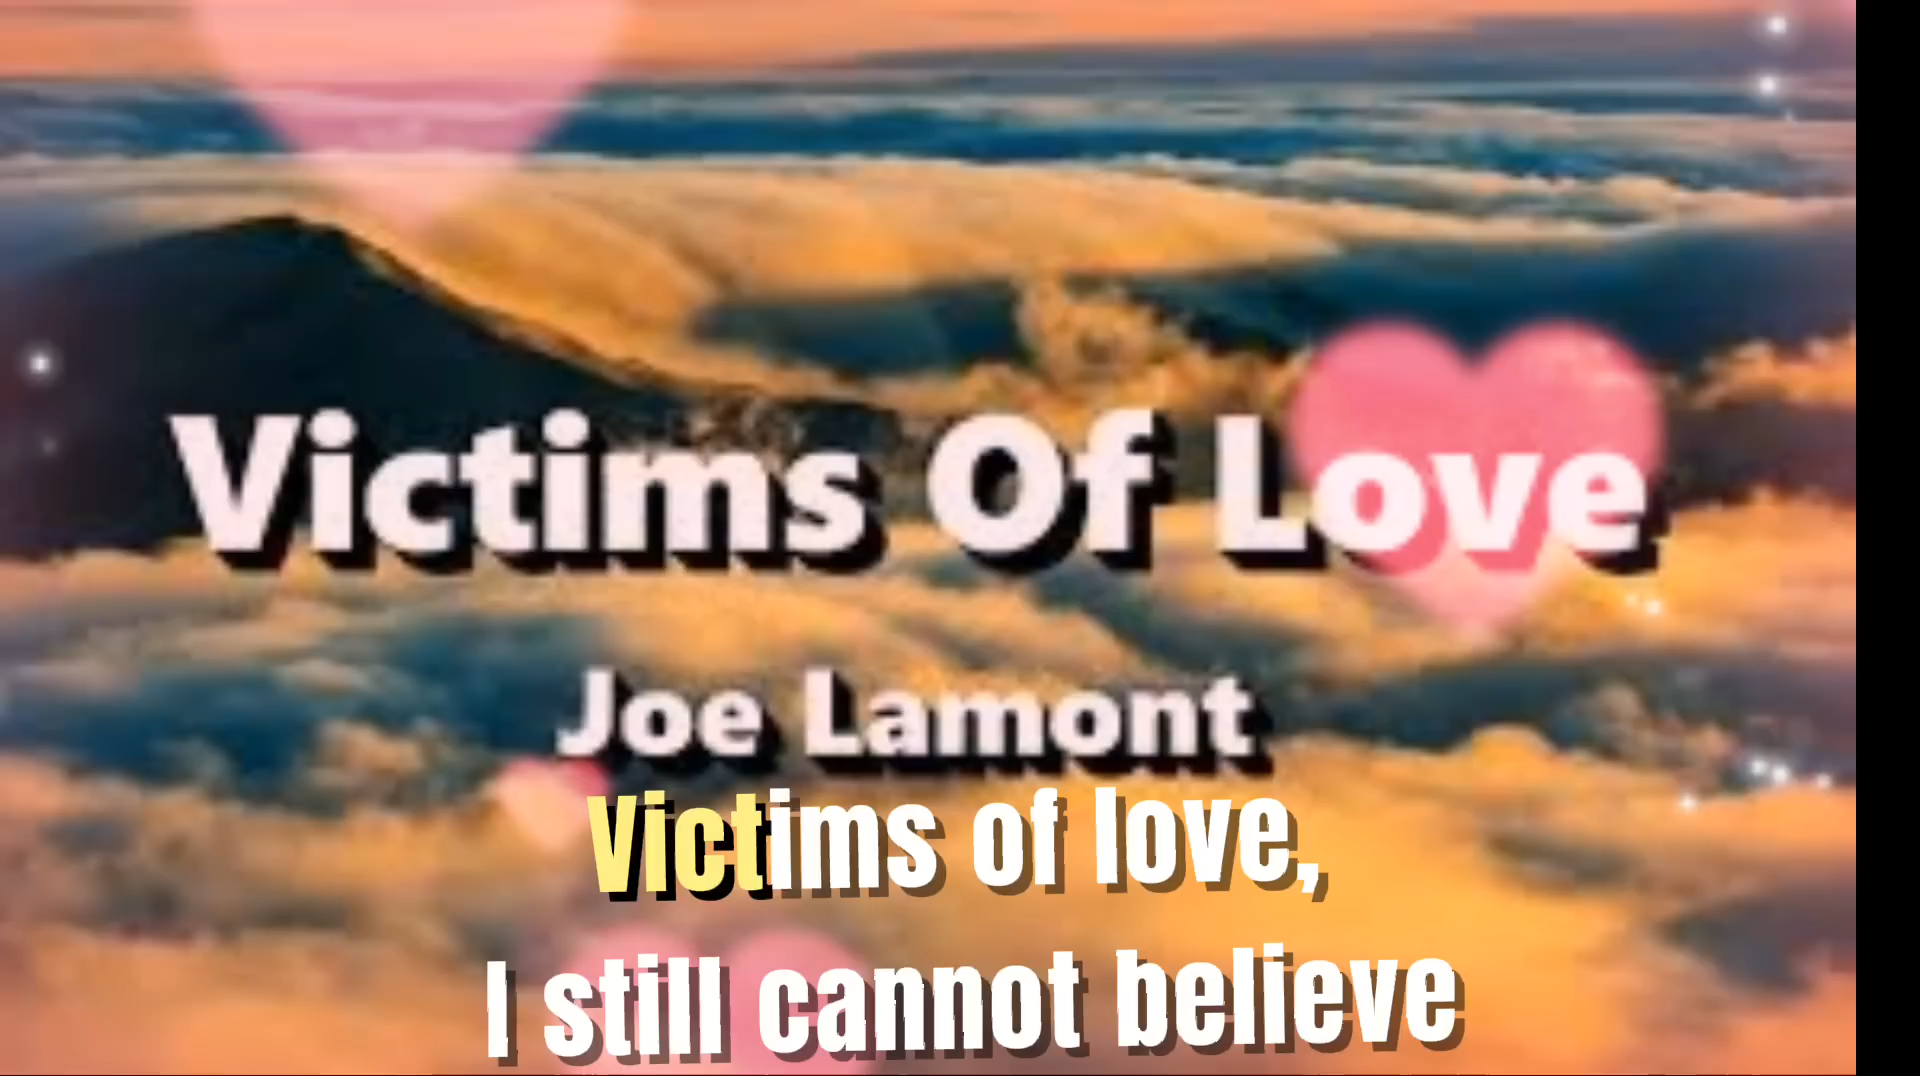 Victims Of Love
Joe Lamont
Victims of love,
I still cannot believe